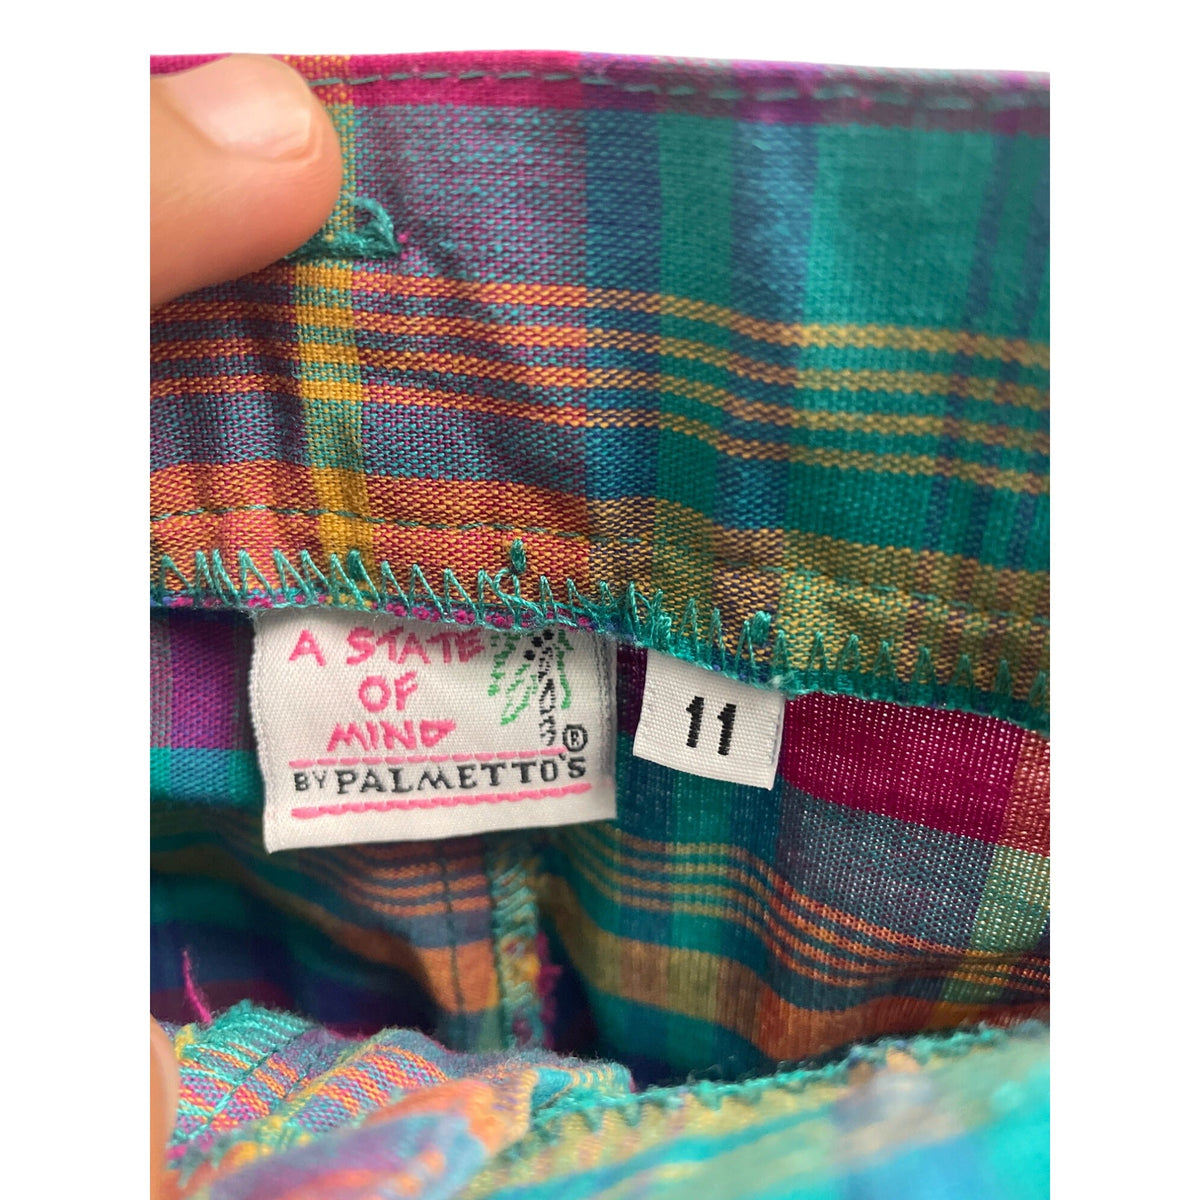 A STATE
OF
MIND
®
BY PALMETTO'S
11